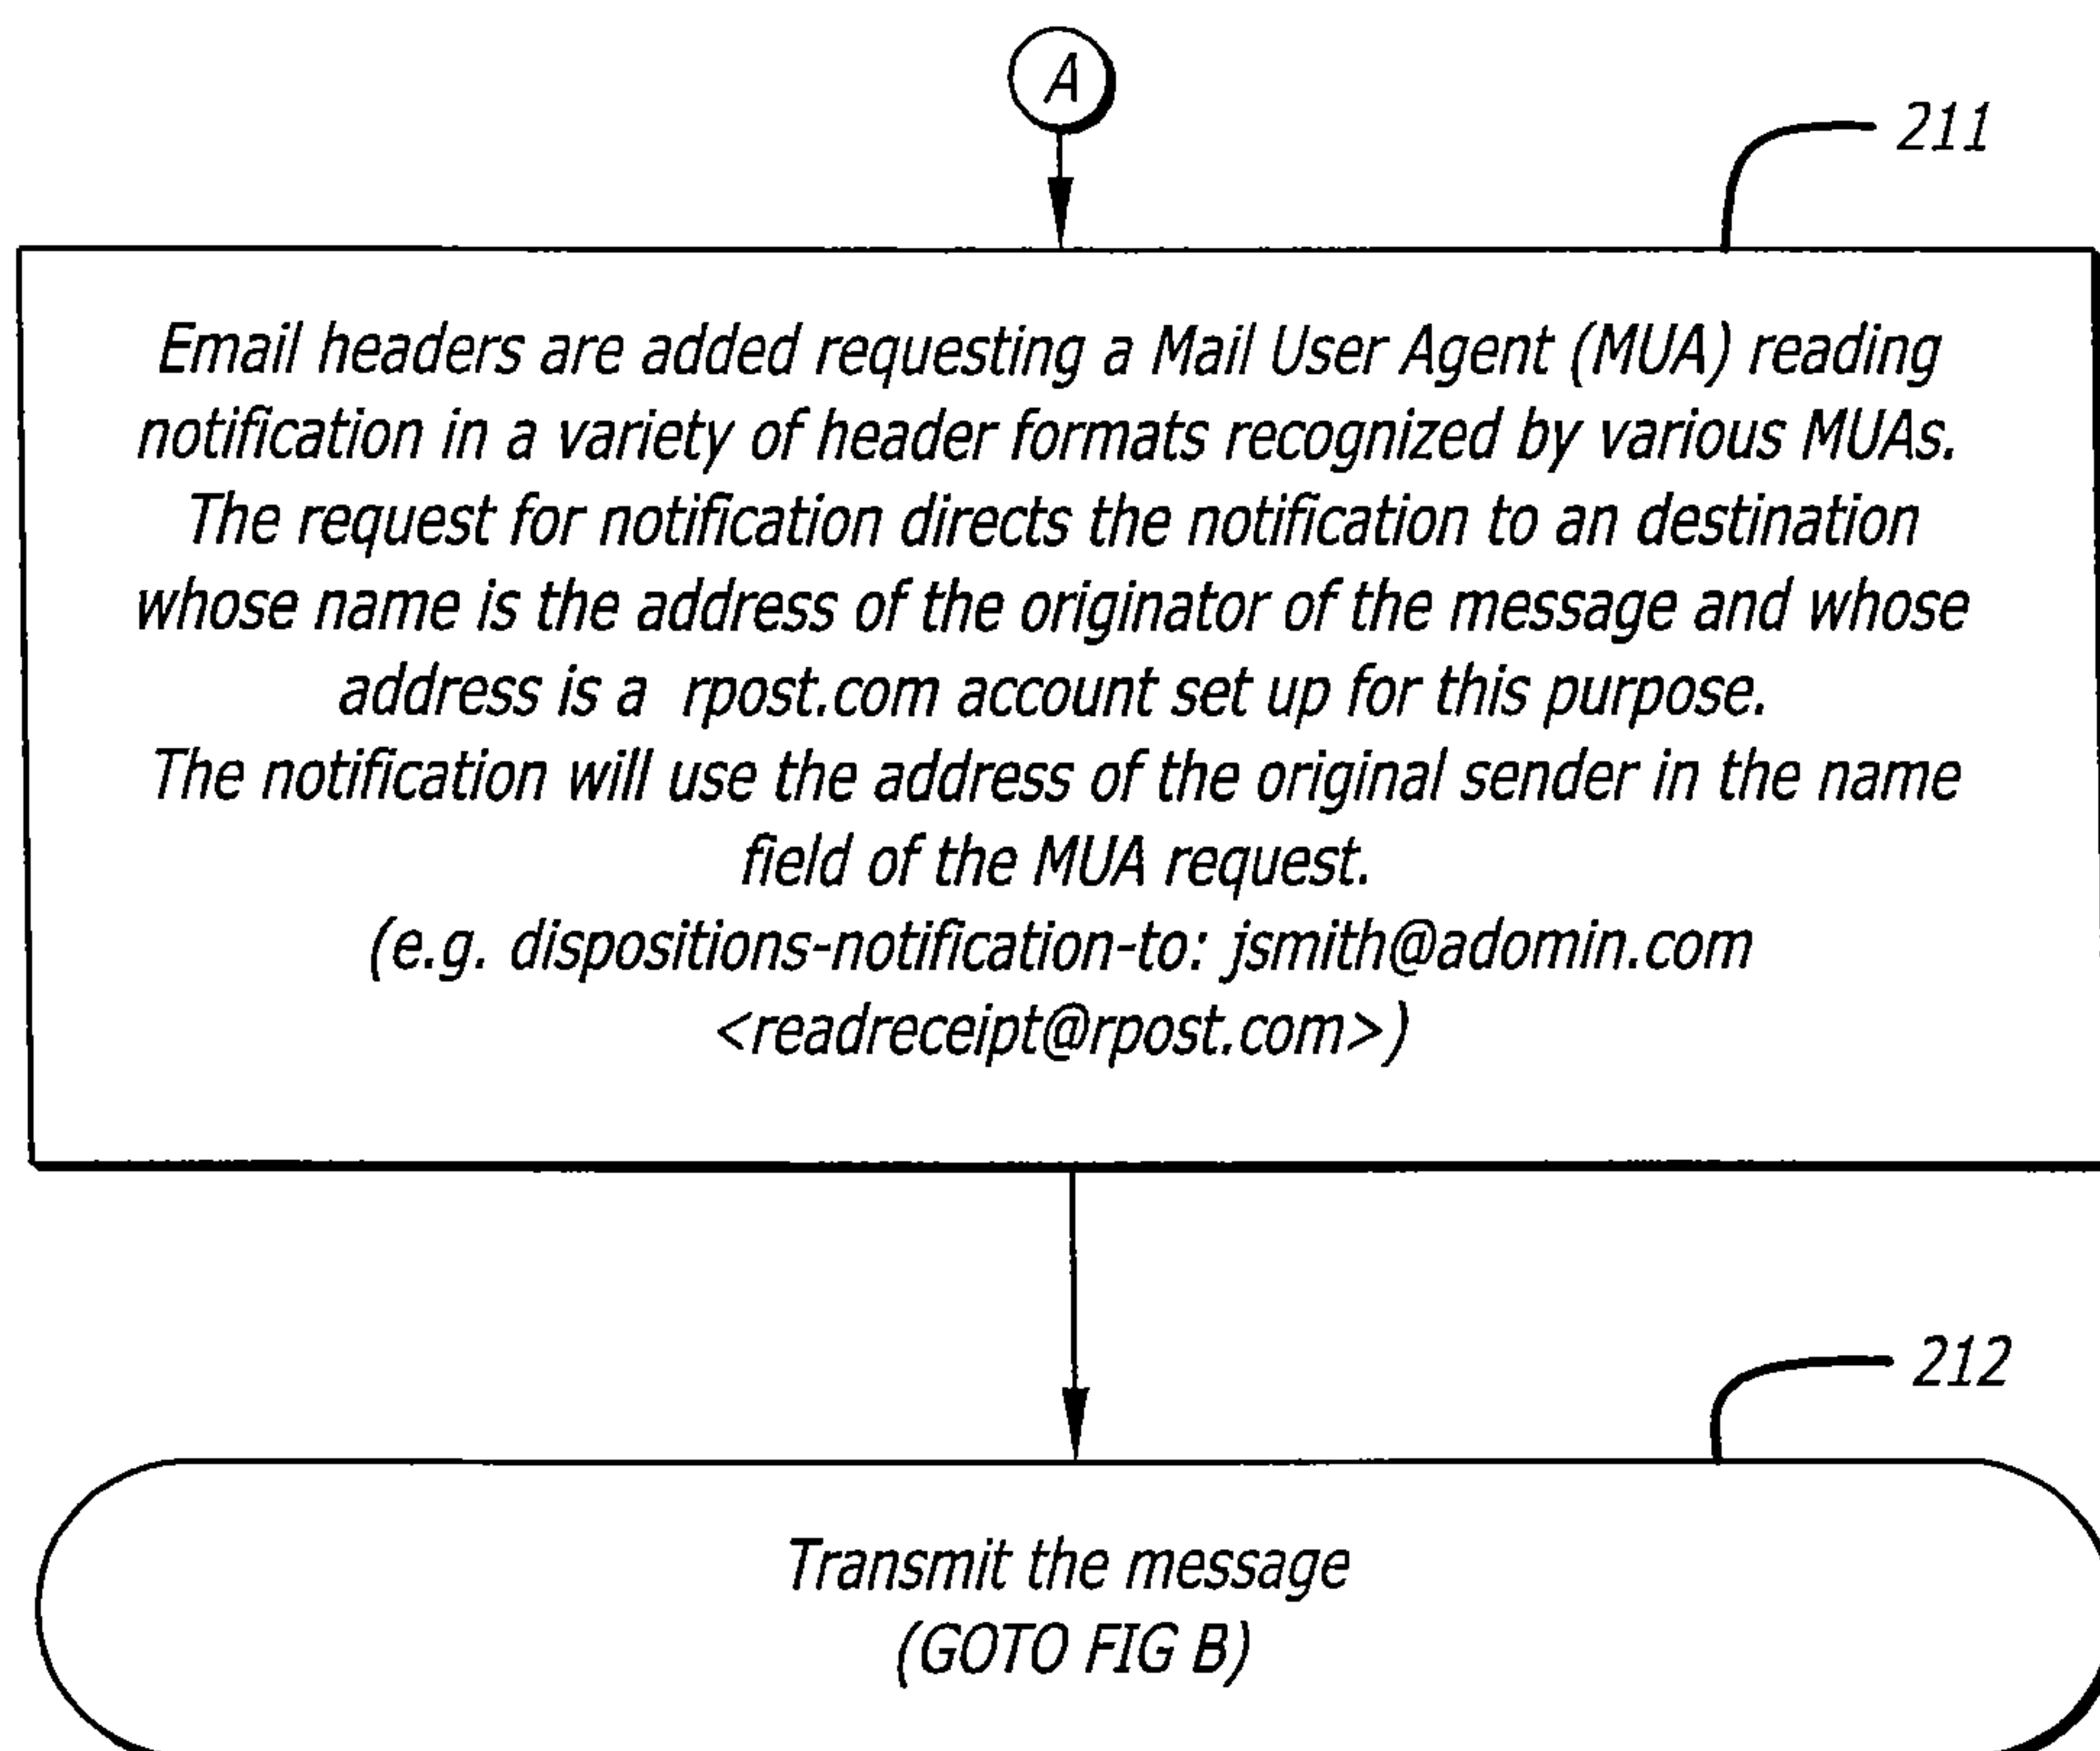 A
211
Email headers are added requesting a Mail User Agent (MUA) reading
notification in a variety of header formats recognized by various MUAs.
The request for notification directs the notification to an destination
whose name is the address of the originator of the message and whose
address is a rpost.com account set up for this purpose.
The notification will use the address of the original sender in the name
field of the MUA request.
(e.g. dispositions-notification-to: jsmith@adomin.com
<readreceipt@rpost.com>)
212
Transmit the message
(GOTO FIG B)